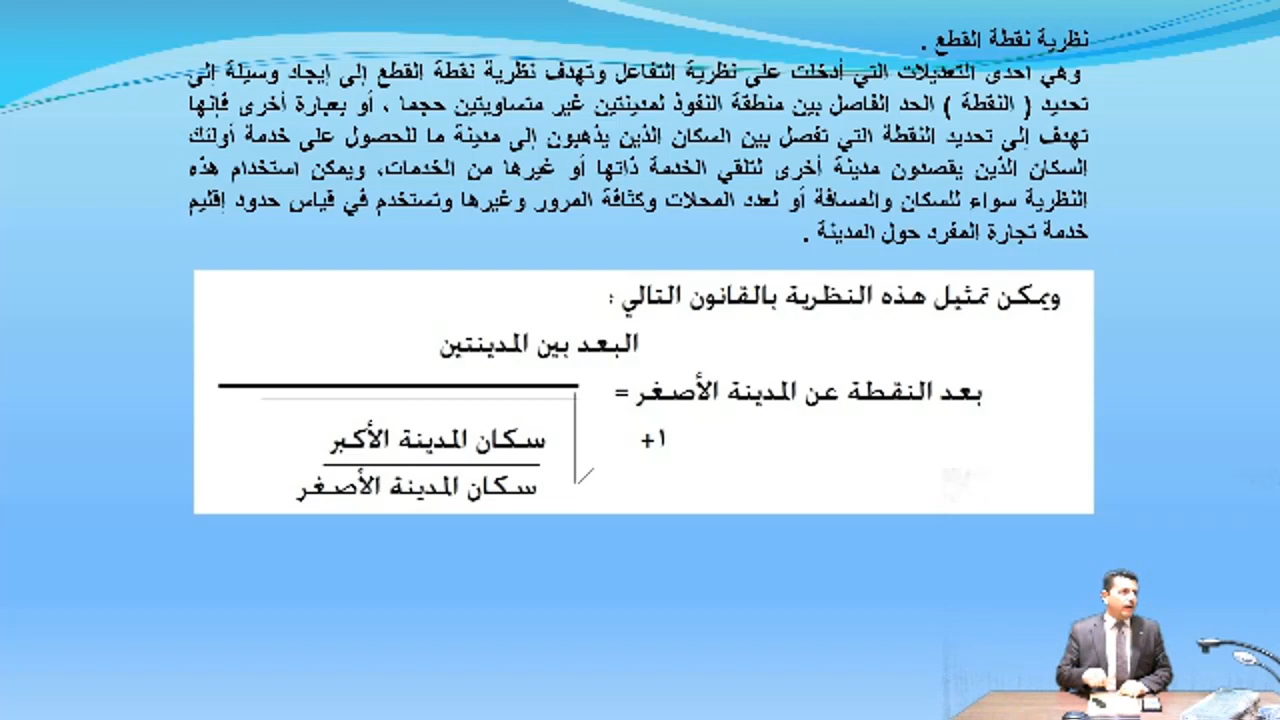 نظرية نقطة القطع .
وهي احدى التعديلات التي أدخلت على نظرية التفاعل وتهدف نظرية نقطة القطع إلى إيجاد وسيلة إلى
تحديد ( النقطة ) الحد الفاصل بين منطقة النفوذ لمدينتين غير متساويتين حجما ، أو بعبارة أخرى فإنها
تهدف إلى تحديد النقطة التي تفصل بين السكان الذين يذهبون إلى مدينة ما للحصول على خدمة أولئك
السكان الذين يقصدون مدينة أخرى لتلقي الخدمة ذاتها أو غيرها من الخدمات، ويمكن استخدام هذه
النظرية سواء للسكان والمسافة أو لعدد المحلات وكثافة المرور وغيرها وتستخدم في قياس حدود إقليم
خدمة تجارة المفرد حول المدينة .
ويمكن تمثيل هذه النظرية بالقانون التالي :
البعد بين المدينتين
بعد النقطة عن المدينة الأصغر =
١+
سكان المدينة الأكبر
سكان المدينة الأصغر